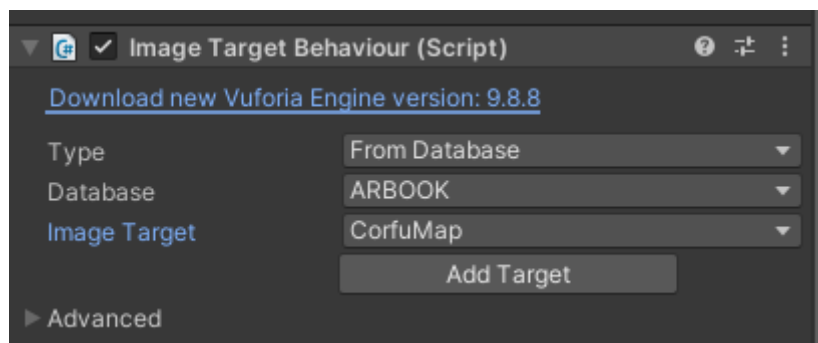 Image Target Behaviour (Script)
Download new Vuforia Engine version: 9.8.8
Type From Database
Database ARBOOK
Image Target CorfuMap
Add Target
Advanced